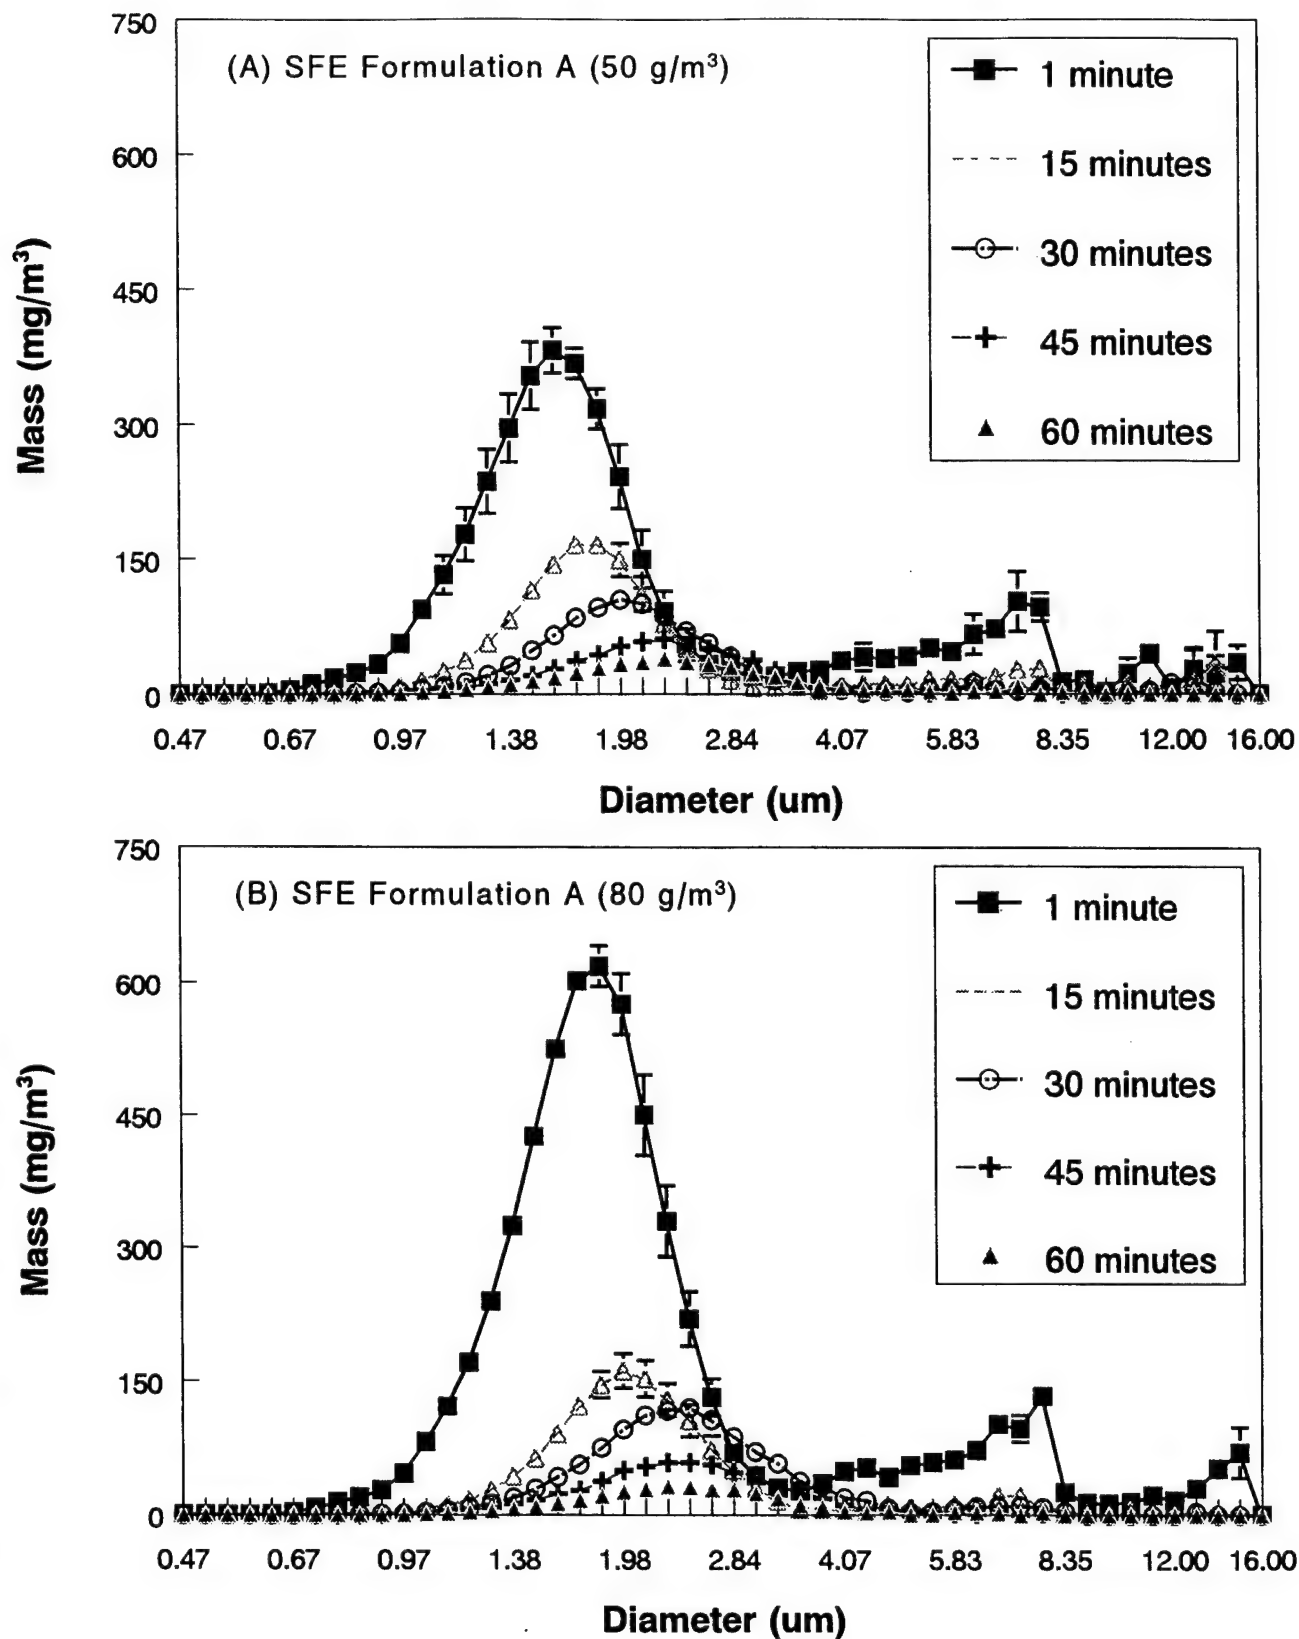 (A) SFE Formulation A (50 g/m³)
750
600
450
300
150
0
Mass (mg/m³)
1 minute
15 minutes
30 minutes
45 minutes
60 minutes
0.47 0.67 0.97 1.38 1.98 2.84 4.07 5.83 8.35 12.00 16.00
Diameter (um)
(B) SFE Formulation A (80 g/m³)
750
600
450
300
150
0
Mass (mg/m³)
1 minute
15 minutes
30 minutes
45 minutes
60 minutes
0.47 0.67 0.97 1.38 1.98 2.84 4.07 5.83 8.35 12.00 16.00
Diameter (um)